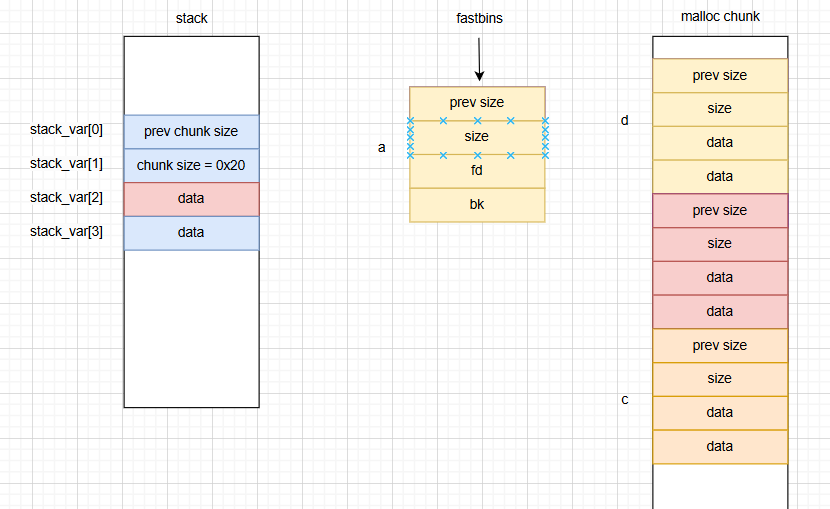 stack
stack_var[0]
prev chunk size
stack_var[1]
chunk size = 0x20
stack_var[2]
data
stack_var[3]
data
fastbins
a
prev size
size
fd
bk
malloc chunk
d
prev size
size
data
data
prev size
size
data
data
c
prev size
size
data
data